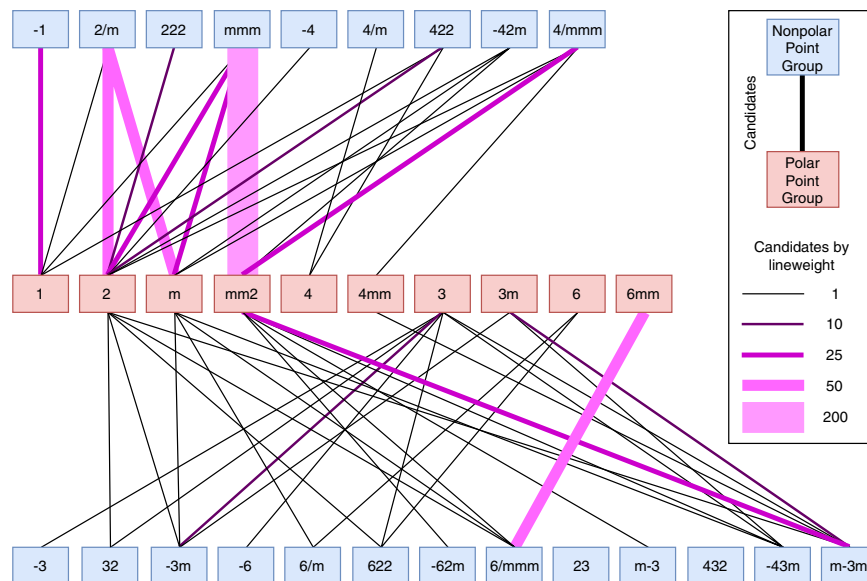 -1 2/m 222 mmm -4 4/m 422 -42m 4/mmm
1 2 m mm2 4 4mm 3 3m 6 6mm
-3 32 -3m -6 6/m 622 -62m 6/mmm 23 m-3 432 -43m m-3m
Nonpolar
Point
Group
Candidates
Polar
Point
Group
Candidates by
lineweight
1
10
25
50
200